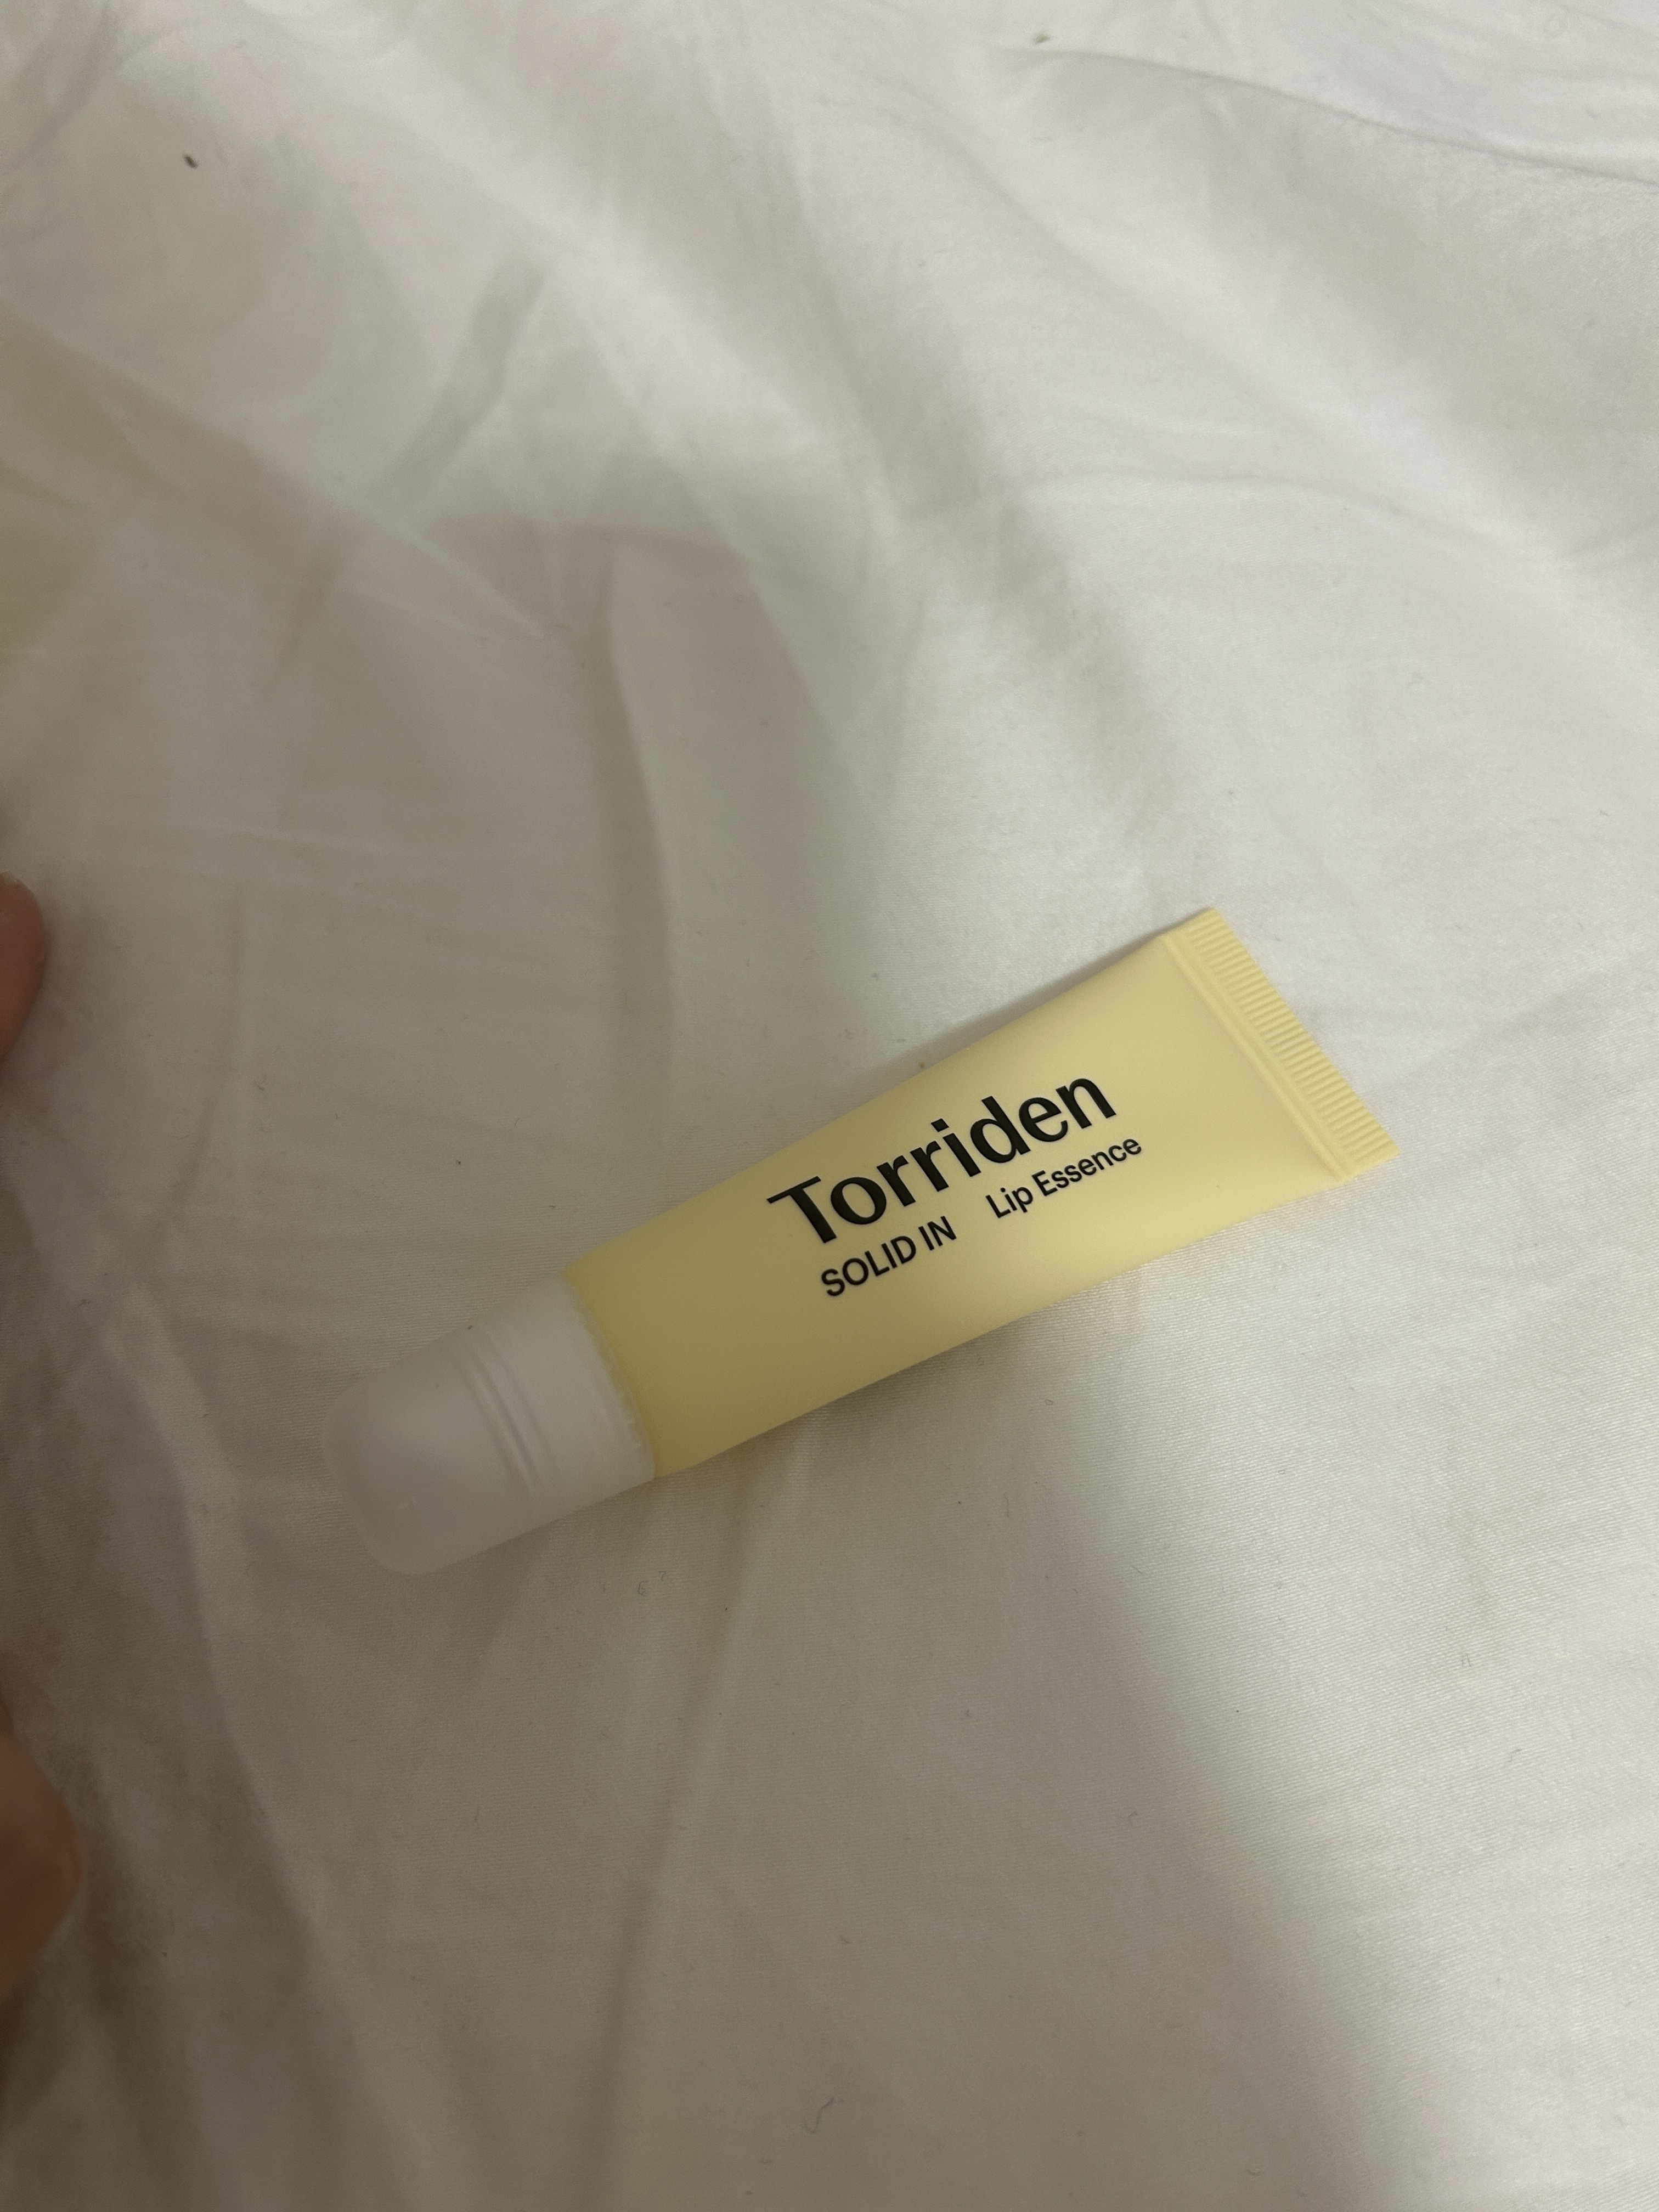 Torriden
SOLID IN Lip Essence